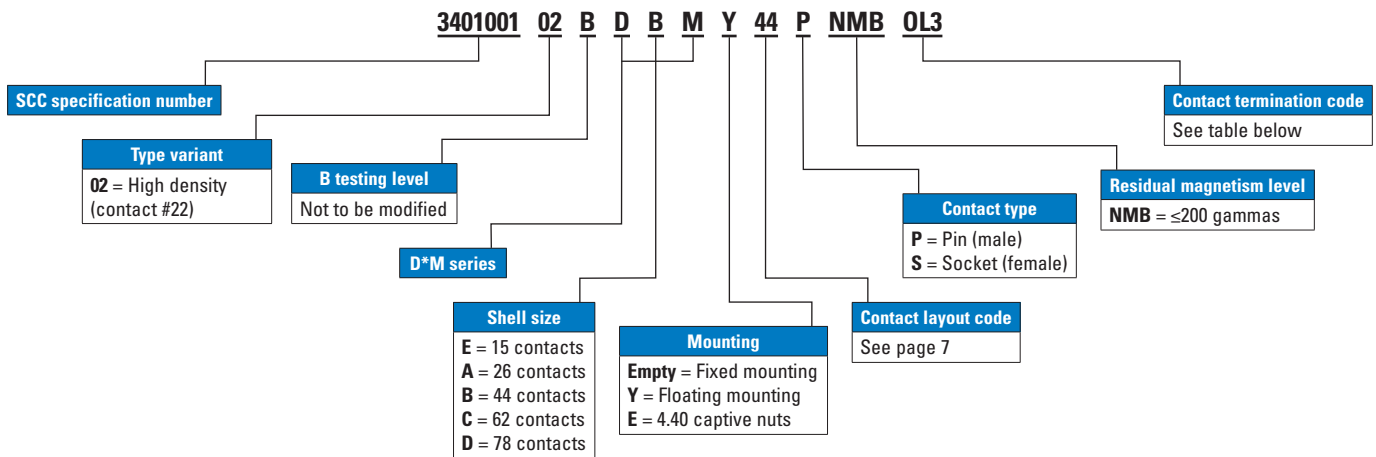 3401001 02 B D B M Y 44 P NMB OL3
SCC specification number
Type variant
02 = High density
(contact #22)
B testing level
Not to be modified
D*M series
Shell size
E = 15 contacts
A = 26 contacts
B = 44 contacts
C = 62 contacts
D = 78 contacts
Mounting
Empty = Fixed mounting
Y = Floating mounting
E = 4.40 captive nuts
Contact layout code
See page 7
Contact type
P = Pin (male)
S = Socket (female)
Residual magnetism level
NMB = ≤200 gammas
Contact termination code
See table below